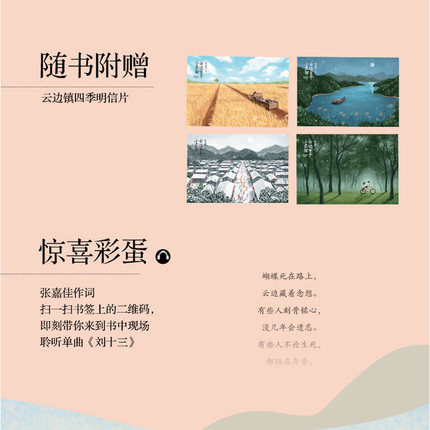 随书附赠
云边镇四季明信片
惊喜彩蛋
张嘉佳作词
扫一扫书签上的二维码，
即刻带你来到书中现场
聆听单曲《刘十三》
蝴蝶死在路上，
云边藏着念想。
有些人刻骨铭心，
没几年会遗忘。
有些人不论生死，
都陪在身旁。